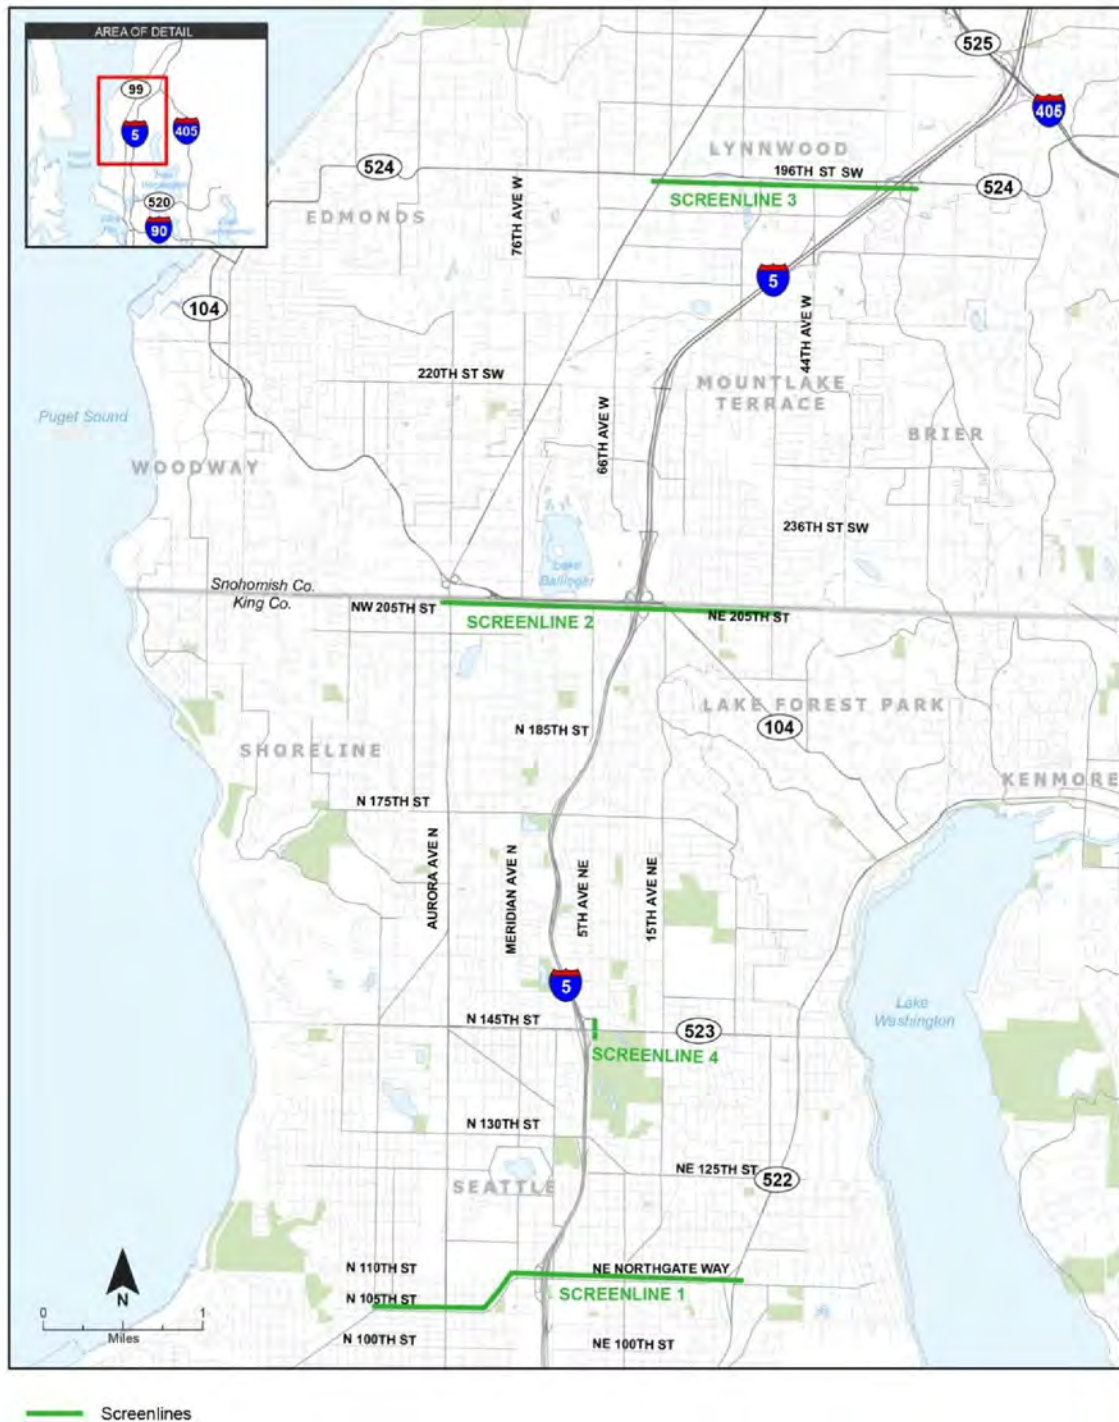 AREA OF DETAIL
99
5
405
520
90
525
405
LYNNWOOD
524
196TH ST SW
524
SCREENLINE 3
EDMONDS
76TH AVE W
5
104
44TH AVE W
220TH ST SW
MOUNTLAKE
TERRACE
Puget Sound
66TH AVE W
BRIER
WOODWAY
236TH ST SW
Lake
Ballinger
Snohomish Co.
King Co.
NW 205TH ST
NE 205TH ST
SCREENLINE 2
LAKE FOREST PARK
N 185TH ST
104
SHORELINE
KENMORE
N 175TH ST
AURORA AVE N
MERIDIAN AVE N
5TH AVE NE
15TH AVE NE
5
Lake
Washington
N 145TH ST
523
SCREENLINE 4
N 130TH ST
NE 125TH ST
522
SEATTLE
N 110TH ST
NE NORTHGATE WAY
N 105TH ST
SCREENLINE 1
N
0 1
Miles
N 100TH ST
NE 100TH ST
Screenlines